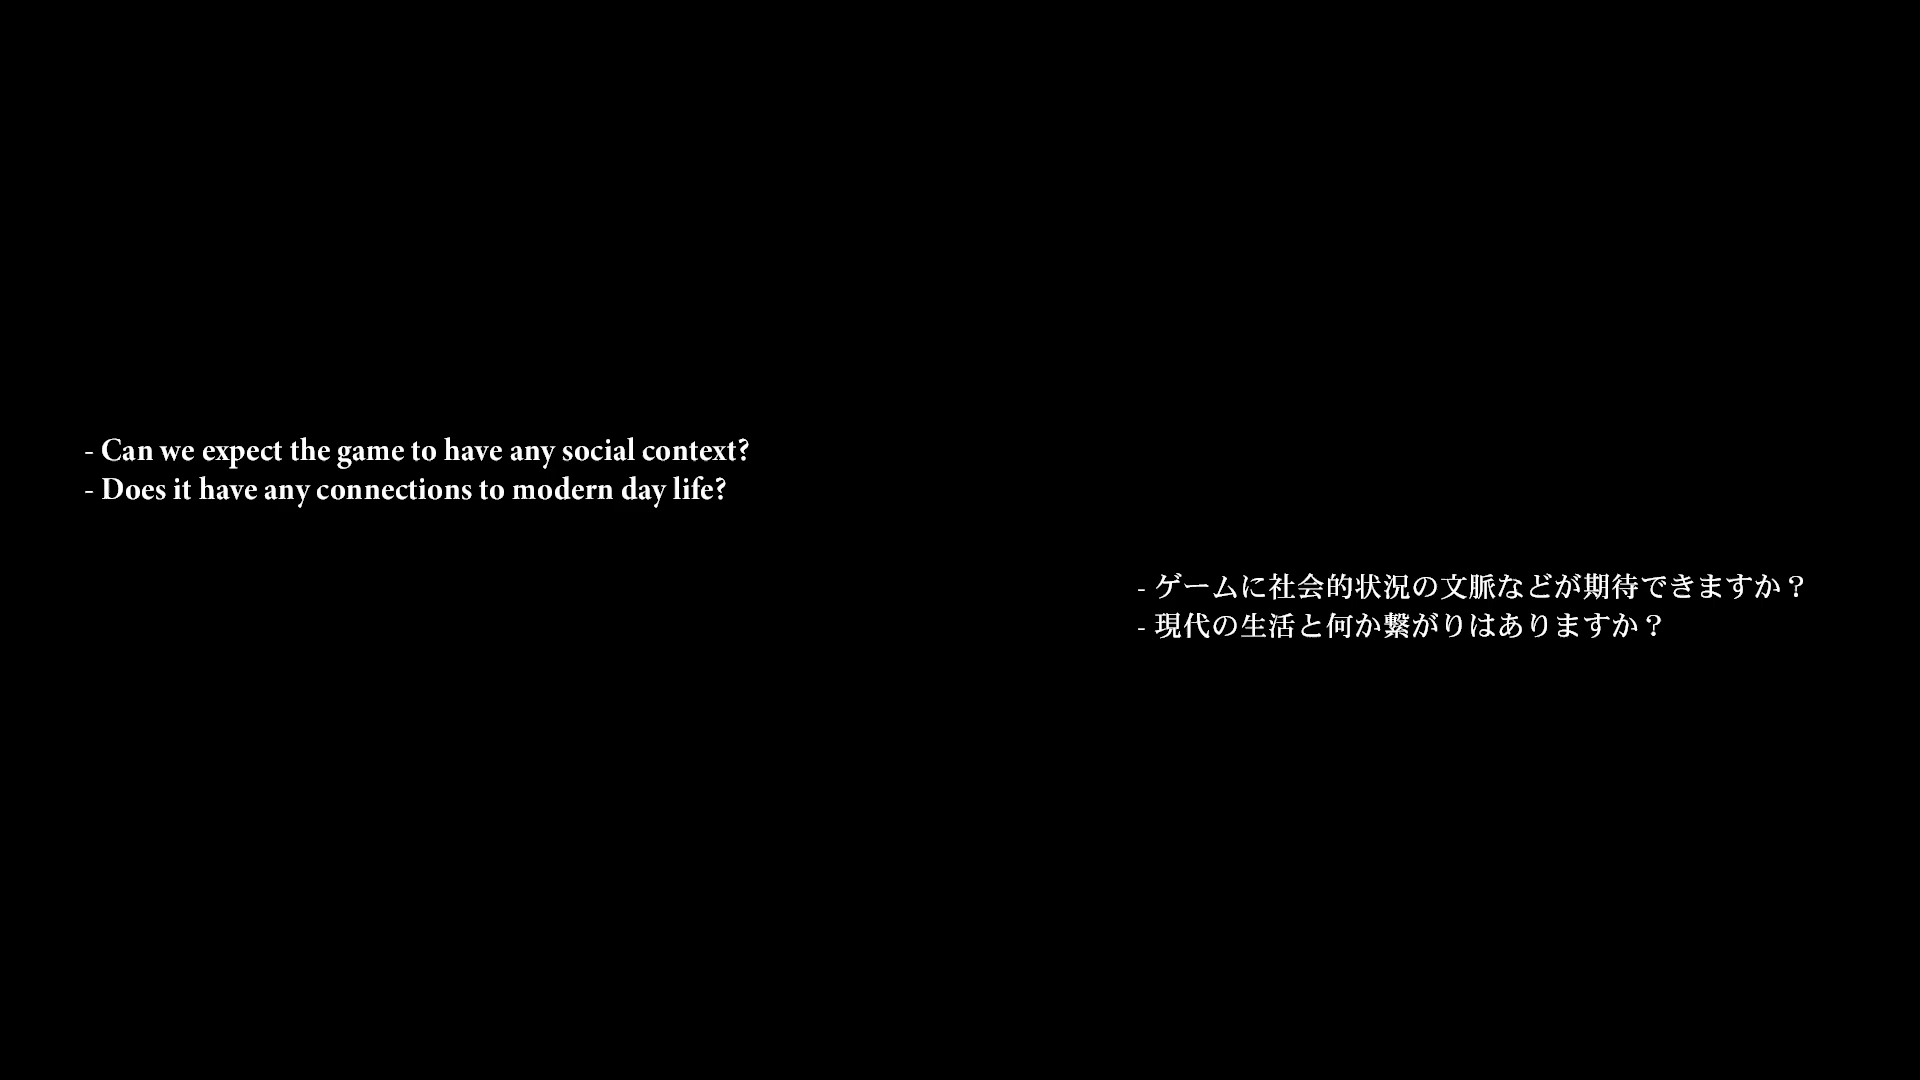 - Can we expect the game to have any social context?
- Does it have any connections to modern day life?
- ゲームに社会的状況の文脈などが期待できますか？
- 現代の生活と何か繋がりはありますか？